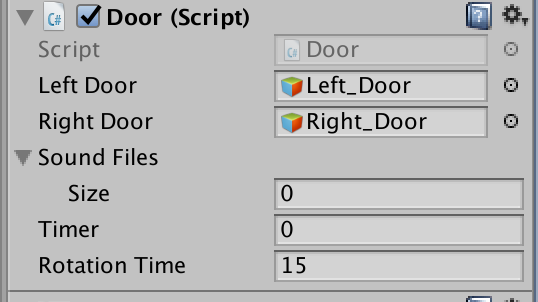 C# Door (Script)
Script C# Door
Left Door Left_Door
Right Door Right_Door
Sound Files
Size 0
Timer 0
Rotation Time 15